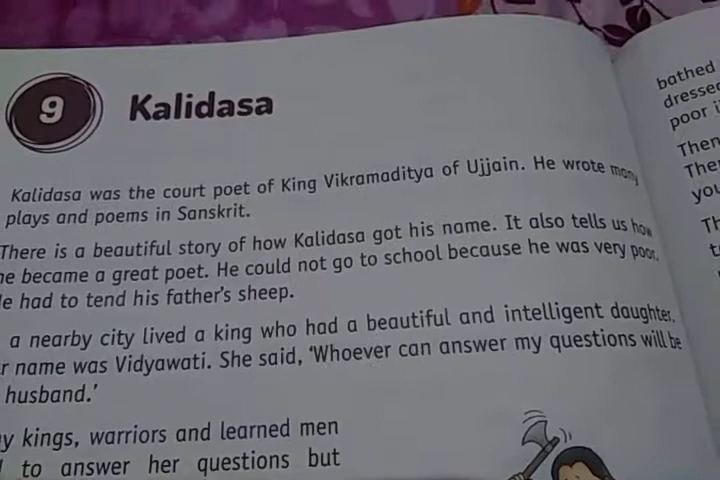 9 Kalidasa
Kalidasa was the court poet of King Vikramaditya of Ujjain. He wrote many
plays and poems in Sanskrit.
There is a beautiful story of how Kalidasa got his name. It also tells us how
he became a great poet. He could not go to school because he was very poor.
He had to tend his father's sheep.
a nearby city lived a king who had a beautiful and intelligent daughter.
r name was Vidyawati. She said, 'Whoever can answer my questions will be
husband.'
y kings, warriors and learned men
to answer her questions but
bathed
dressed
poor i
Then
The
you